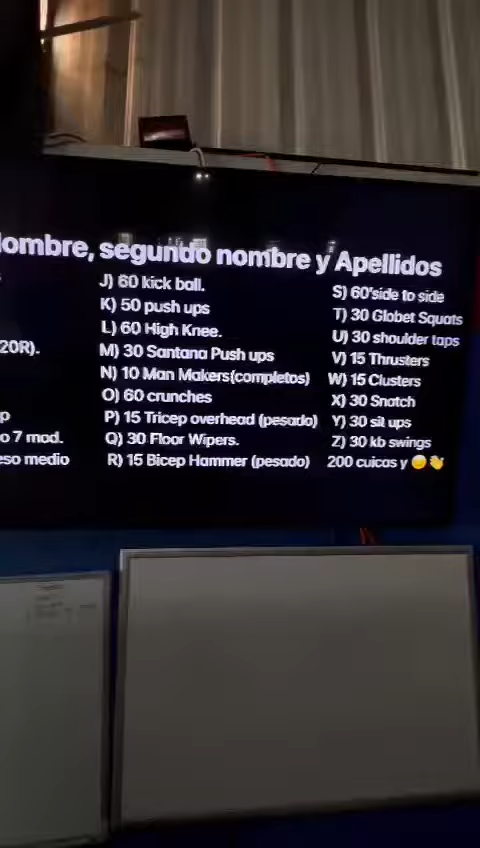 Nombre, segundo nombre y Apellidos
20R).
o 7 mod.
eso medio
J) 60 kick ball.
K) 50 push ups
L) 60 High Knee.
M) 30 Santana Push ups
N) 10 Man Makers(completos)
O) 60 crunches
P) 15 Tricep overhead (pesado)
Q) 30 Floor Wipers.
R) 15 Bicep Hammer (pesado)
S) 60'side to side
T) 30 Globet Squats
U) 30 shoulder taps
V) 15 Thrusters
W) 15 Clusters
X) 30 Snatch
Y) 30 sit ups
Z) 30 kb swings
200 cuicas y 😊👋